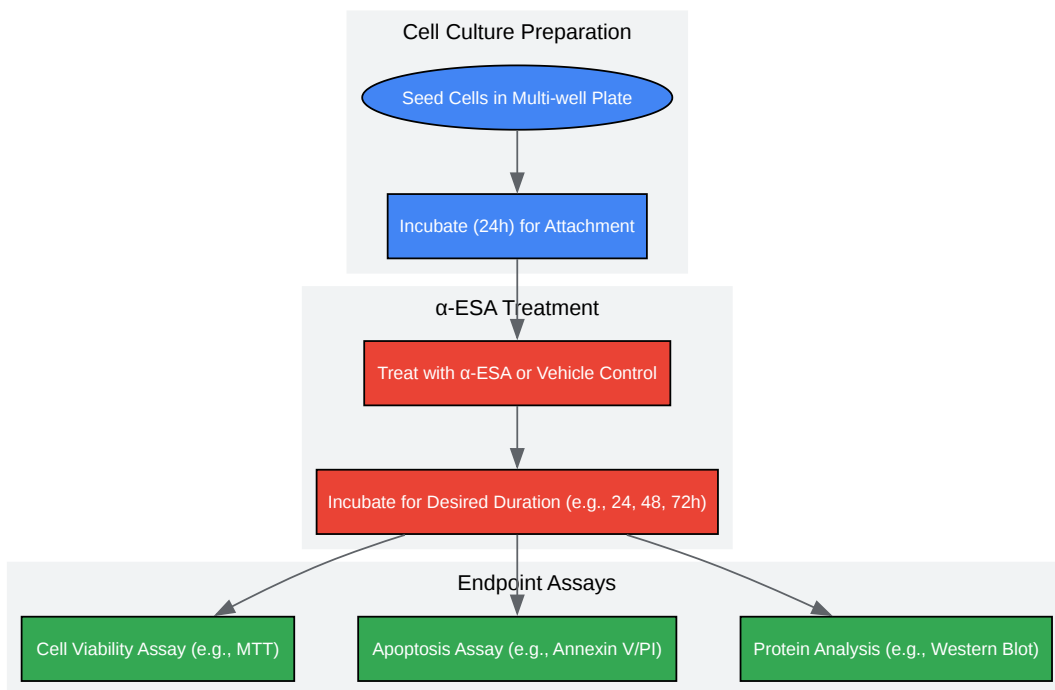 Cell Culture Preparation
Seed Cells in Multi-well Plate
Incubate (24h) for Attachment
α-ESA Treatment
Treat with α-ESA or Vehicle Control
Incubate for Desired Duration (e.g., 24, 48, 72h)
Endpoint Assays
Cell Viability Assay (e.g., MTT)
Apoptosis Assay (e.g., Annexin V/PI)
Protein Analysis (e.g., Western Blot)